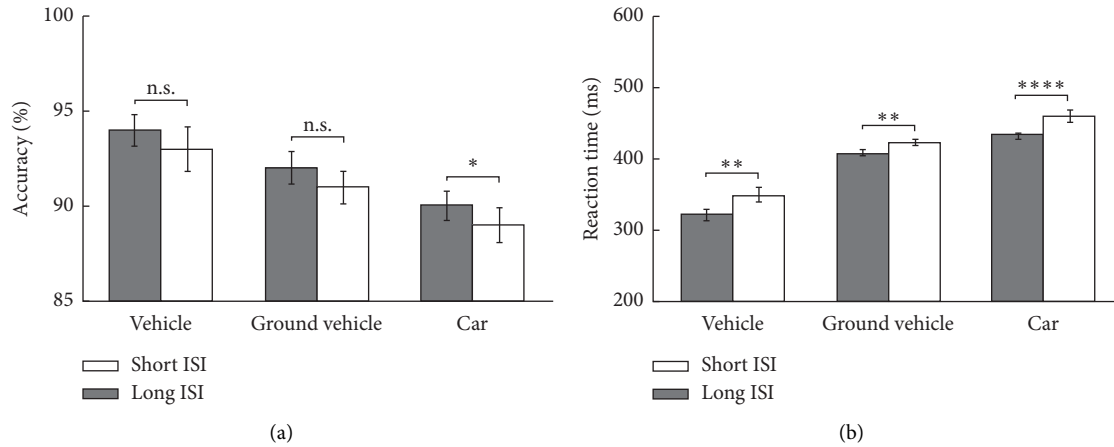 100
95
90
85
Accuracy (%)
n.s.
n.s.
*
Vehicle
Ground vehicle
Car
Short ISI
Long ISI
(a)
600
500
400
300
200
Reaction time (ms)
**
**
****
Vehicle
Ground vehicle
Car
Short ISI
Long ISI
(b)